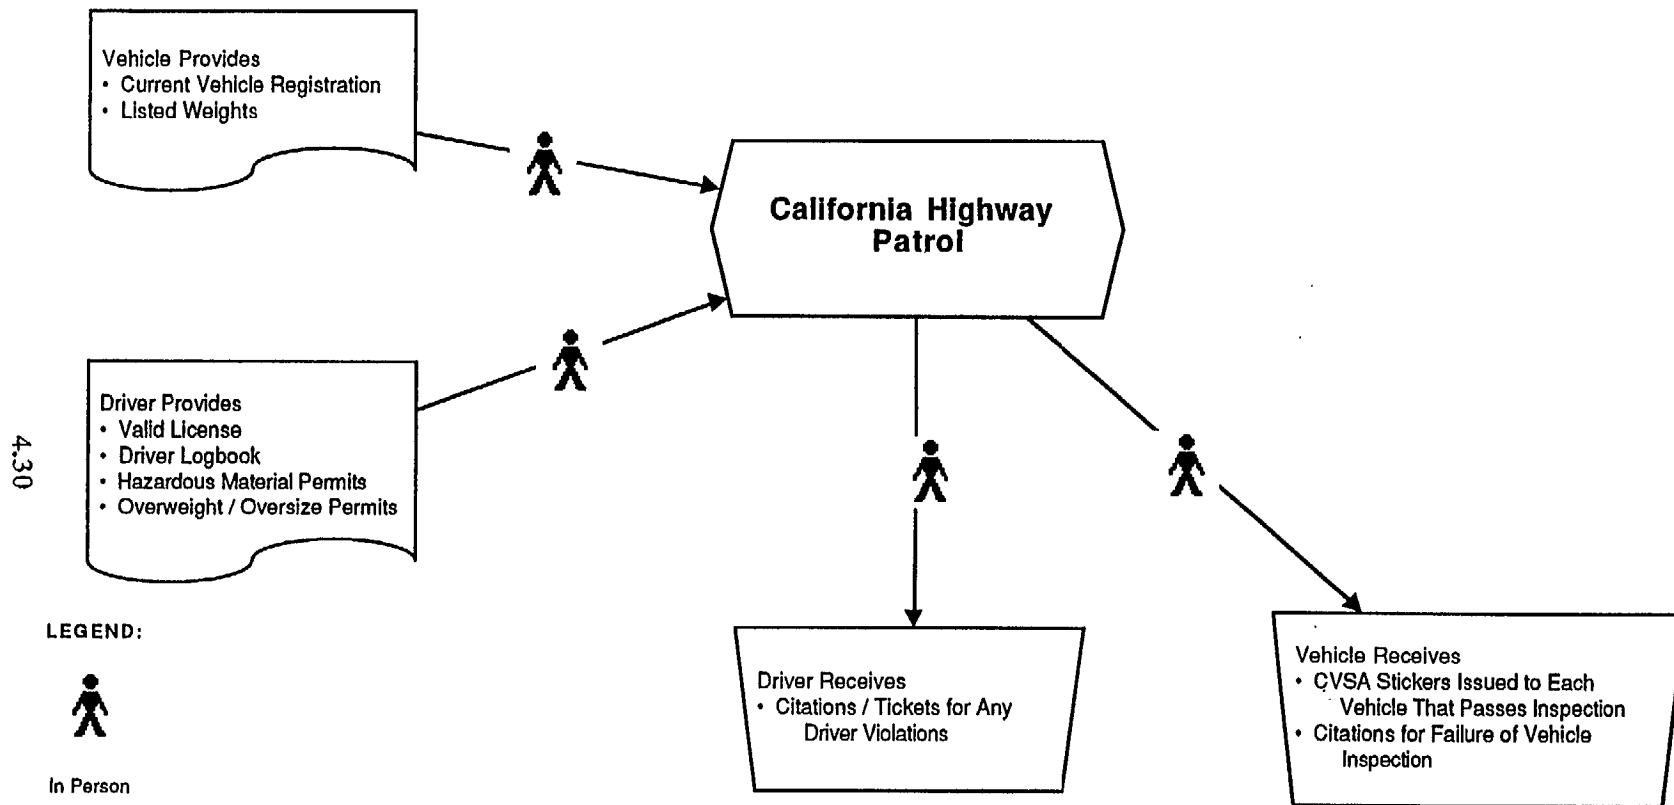 Vehicle Provides
• Current Vehicle Registration
• Listed Weights
California Highway
Patrol
Driver Provides
• Valid License
• Driver Logbook
• Hazardous Material Permits
• Overweight / Oversize Permits
4.30
LEGEND:
In Person
Driver Receives
• Citations / Tickets for Any
Driver Violations
Vehicle Receives
• CVSA Stickers Issued to Each
Vehicle That Passes Inspection
• Citations for Failure of Vehicle
Inspection